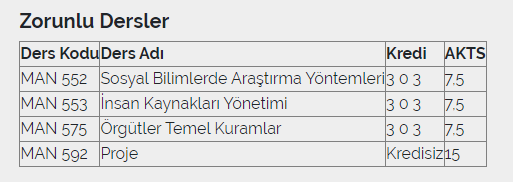 Zorunlu Dersler
Ders Kodu Ders Adı Kredi AKTS
MAN 552 Sosyal Bilimlerde Araştırma Yöntemleri 3 0 3 7.5
MAN 553 İnsan Kaynakları Yönetimi 3 0 3 7.5
MAN 575 Örgütler Temel Kuramlar 3 0 3 7.5
MAN 592 Proje Kredisiz 15